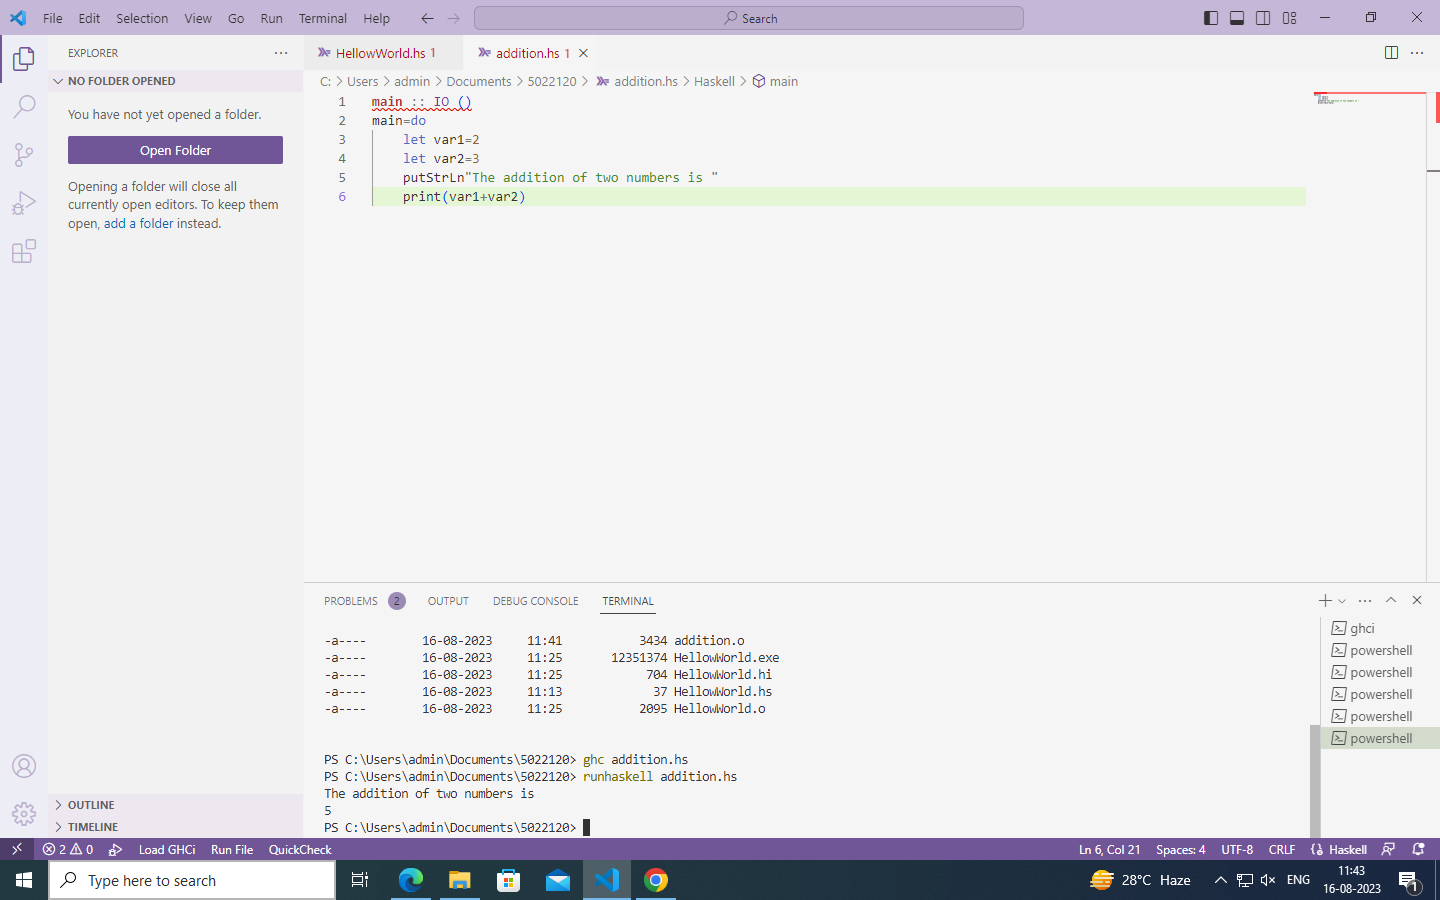 File Edit Selection View Go Run Terminal Help
Search
EXPLORER
HellowWorld.hs 1
addition.hs 1
NO FOLDER OPENED
C: > Users > admin > Documents > 5022120 > addition.hs > Haskell > main
You have not yet opened a folder.
Open Folder
Opening a folder will close all
currently open editors. To keep them
open, add a folder instead.
1 main :: IO ()
2 main=do
3 let var1=2
4 let var2=3
5 putStrLn"The addition of two numbers is "
6 print(var1+var2)
PROBLEMS 2 OUTPUT DEBUG CONSOLE TERMINAL
-a---- 16-08-2023 11:41 3434 addition.o
-a---- 16-08-2023 11:25 12351374 HellowWorld.exe
-a---- 16-08-2023 11:25 704 HellowWorld.hi
-a---- 16-08-2023 11:13 37 HellowWorld.hs
-a---- 16-08-2023 11:25 2095 HellowWorld.o
PS C:\Users\admin\Documents\5022120> ghc addition.hs
PS C:\Users\admin\Documents\5022120> runhaskell addition.hs
The addition of two numbers is
5
PS C:\Users\admin\Documents\5022120>
ghci
powershell
powershell
powershell
powershell
powershell
OUTLINE
TIMELINE
2 0 Load GHCi Run File QuickCheck
Ln 6, Col 21 Spaces: 4 UTF-8 CRLF Haskell
Type here to search
28°C Haze
ENG
11:43
16-08-2023
1